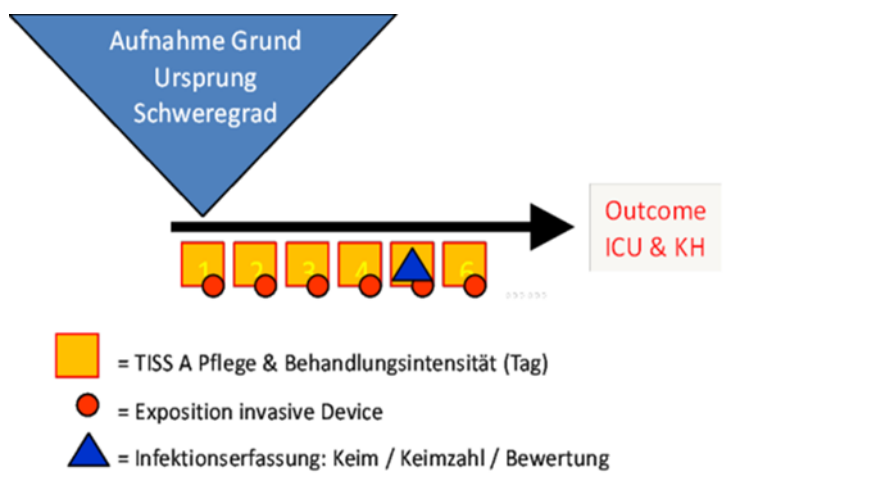 Aufnahme Grund
Ursprung
Schweregrad
Outcome
ICU & KH
1 2 3 4 6
= TISS A Pflege & Behandlungsintensität (Tag)
= Exposition invasive Device
= Infektionserfassung: Keim / Keimzahl / Bewertung